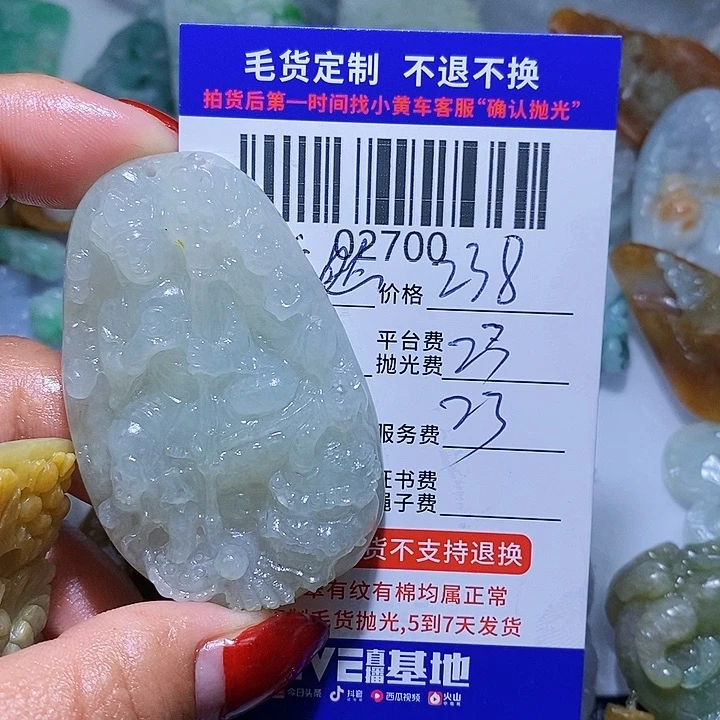 毛货定制 不退不换
拍货后第一时间找小黄车客服“确认抛光”
02700
价格 238
平台费
抛光费 23
服务费 23
证书费
绳子费
货不支持退换
有纹有棉均属正常
毛货抛光,5到7天发货
直播基地
今日头条 抖音 西瓜视频 火山